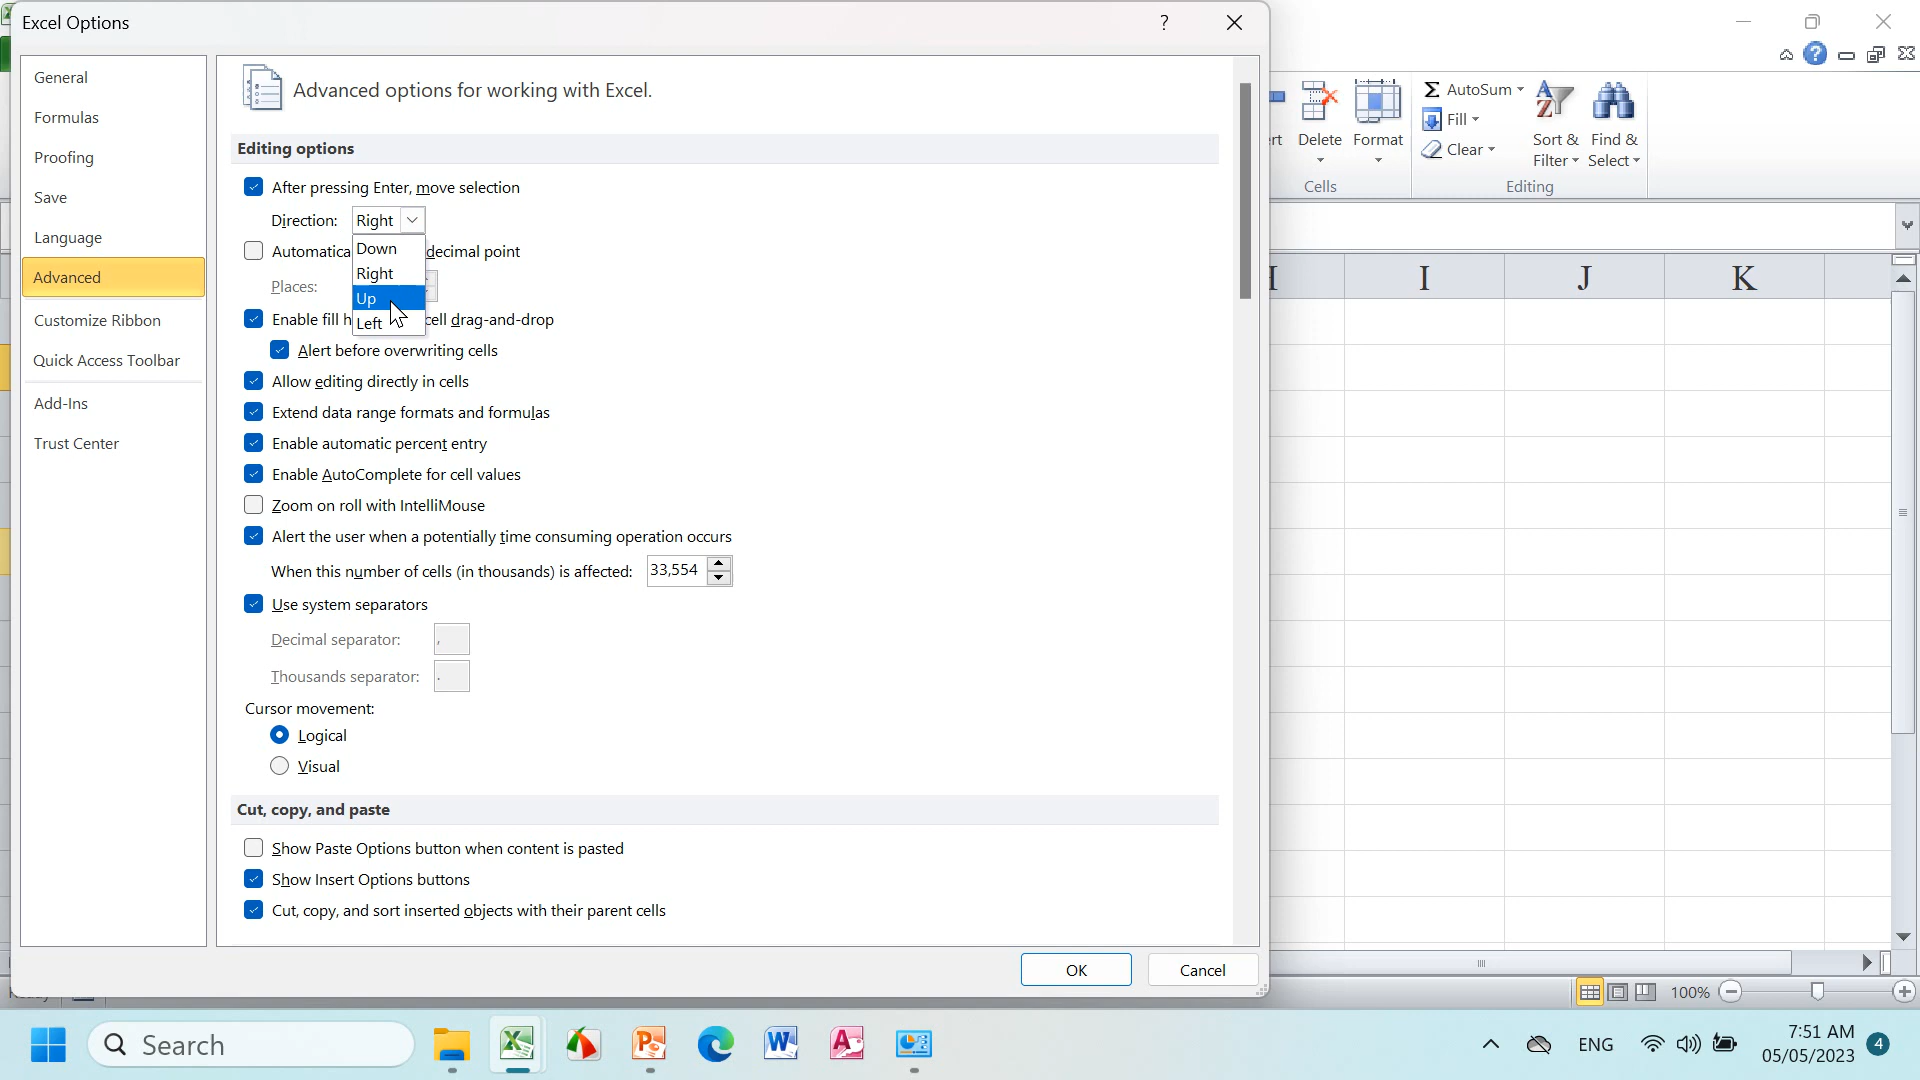 Excel Options
?
General
Formulas
Proofing
Save
Language
Advanced
Customize Ribbon
Quick Access Toolbar
Add-Ins
Trust Center
Advanced options for working with Excel.
Editing options
After pressing Enter, move selection
Direction: Right
Down
Right
Up
Left
Automatica decimal point
Places:
Enable fill h cell drag-and-drop
Alert before overwriting cells
Allow editing directly in cells
Extend data range formats and formulas
Enable automatic percent entry
Enable AutoComplete for cell values
Zoom on roll with IntelliMouse
Alert the user when a potentially time consuming operation occurs
When this number of cells (in thousands) is affected: 33,554
Use system separators
Decimal separator: ,
Thousands separator: .
Cursor movement:
Logical
Visual
Cut, copy, and paste
Show Paste Options button when content is pasted
Show Insert Options buttons
Cut, copy, and sort inserted objects with their parent cells
OK Cancel
rt Delete Format
Cells
Σ AutoSum
Fill
Clear
Sort & Filter
Find & Select
Editing
H I J K
100%
Search
ENG
7:51 AM
05/05/2023
4